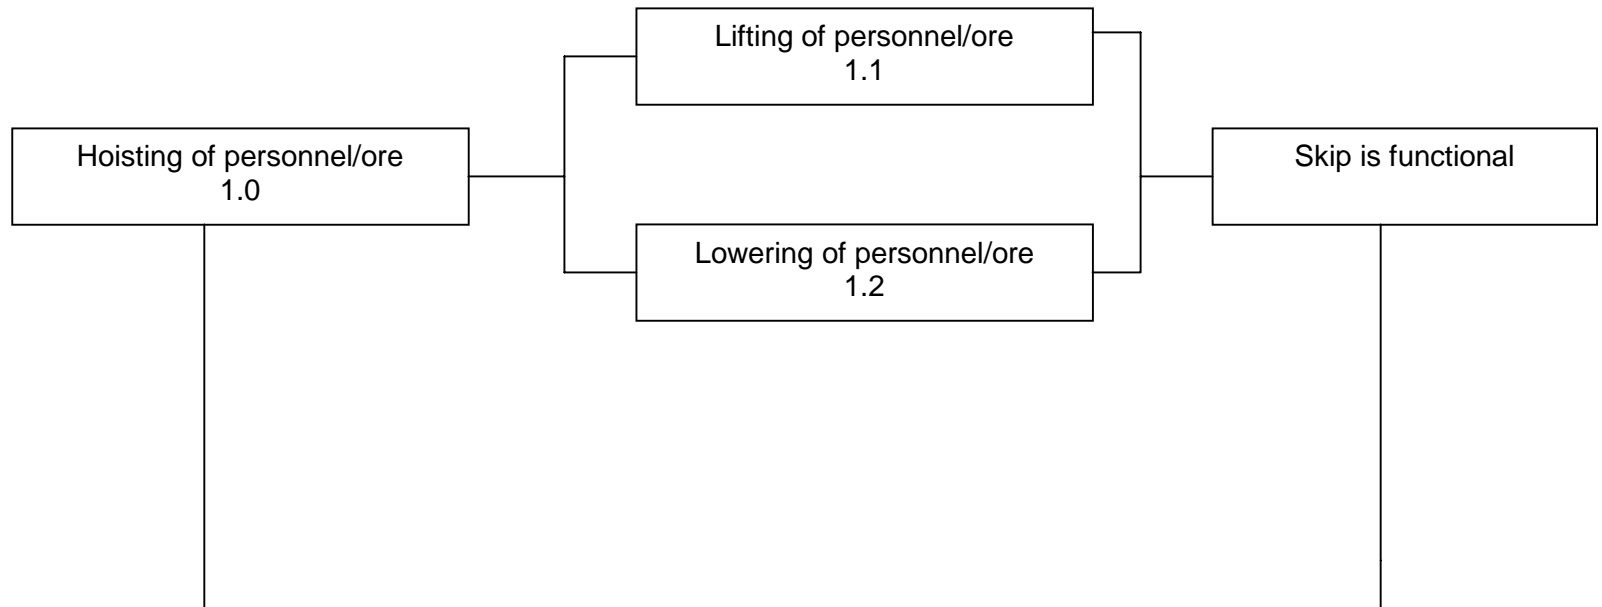 Lifting of personnel/ore
1.1
Hoisting of personnel/ore
1.0
Skip is functional
Lowering of personnel/ore
1.2